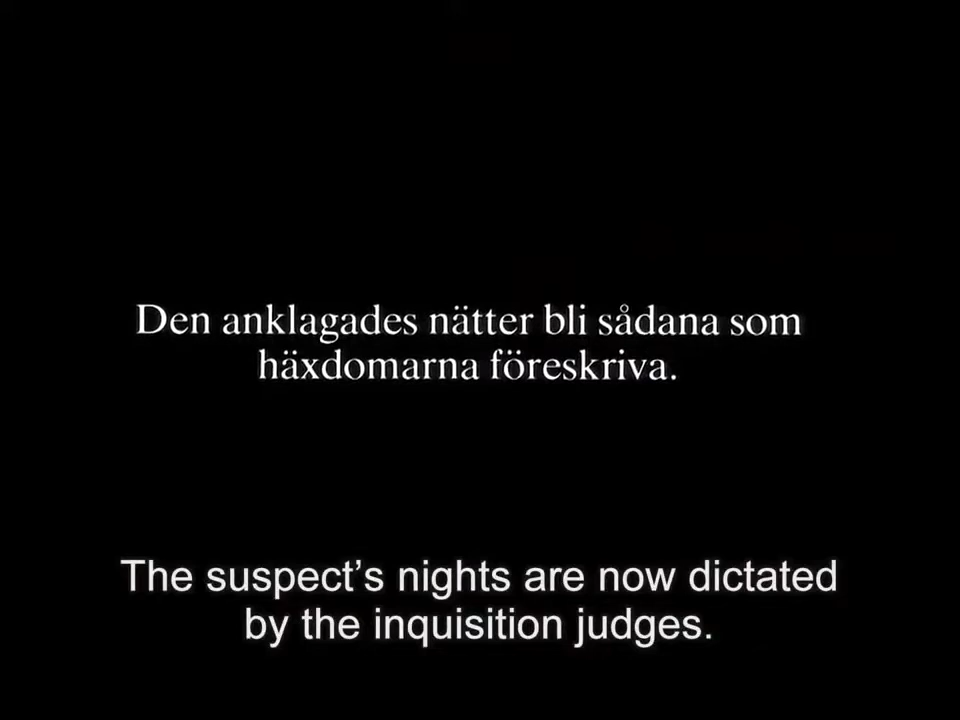 Den anklagades nätter bli sådana som
häxdomarna föreskriva.
The suspect’s nights are now dictated
by the inquisition judges.